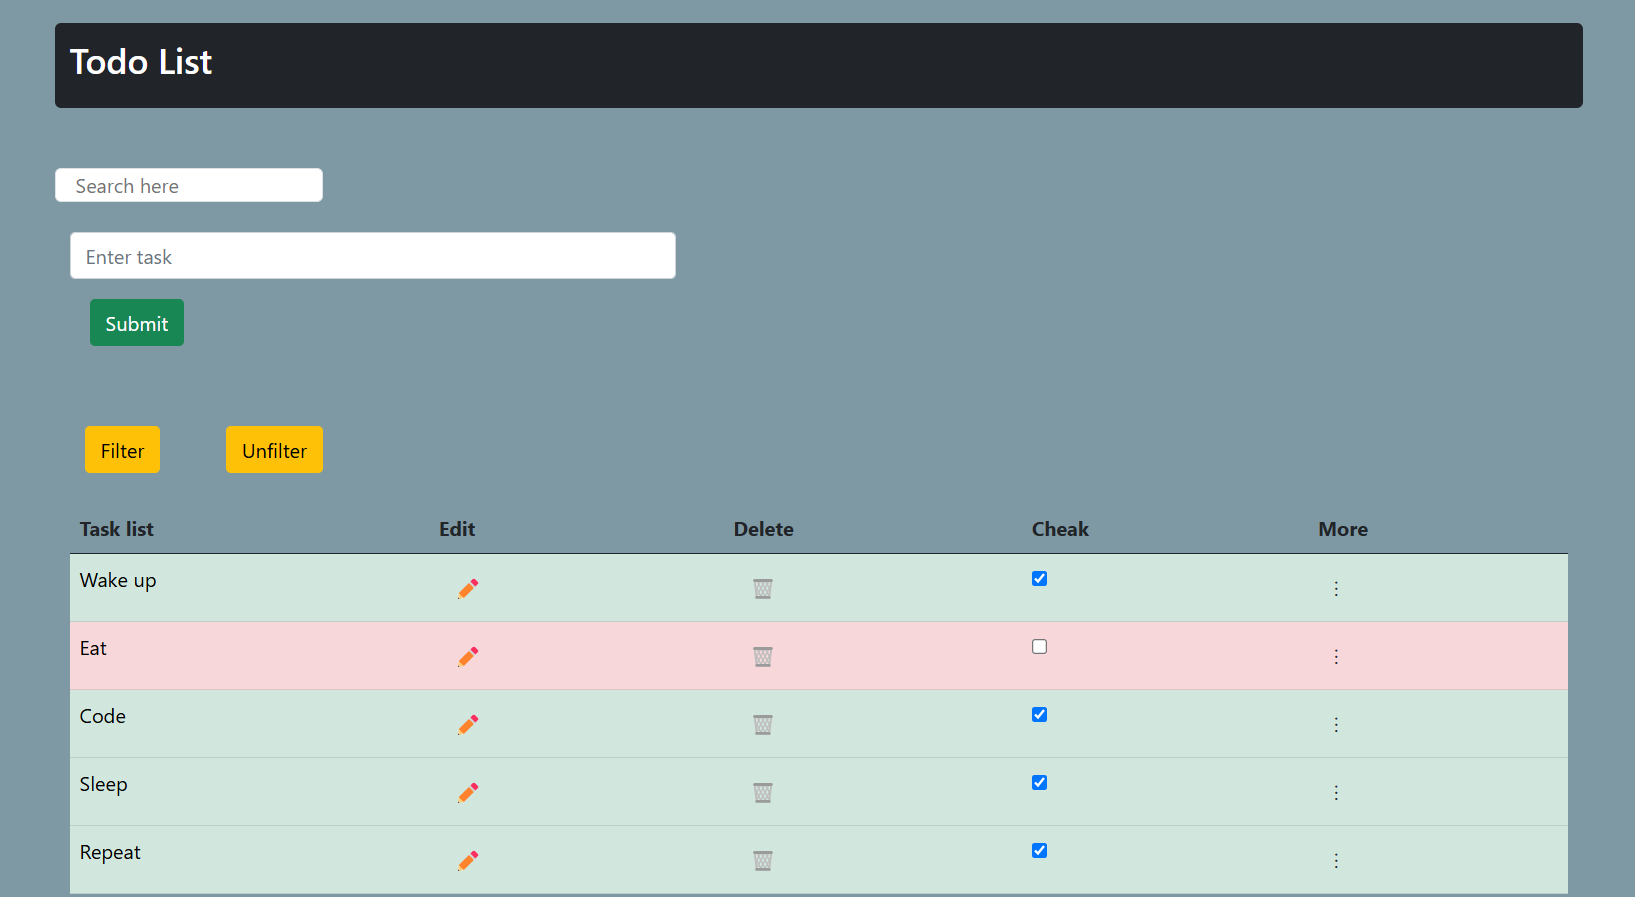 Todo List
Search here
Enter task
Submit
Filter Unfilter
Task list Edit Delete Cheak More
Wake up
Eat
Code
Sleep
Repeat